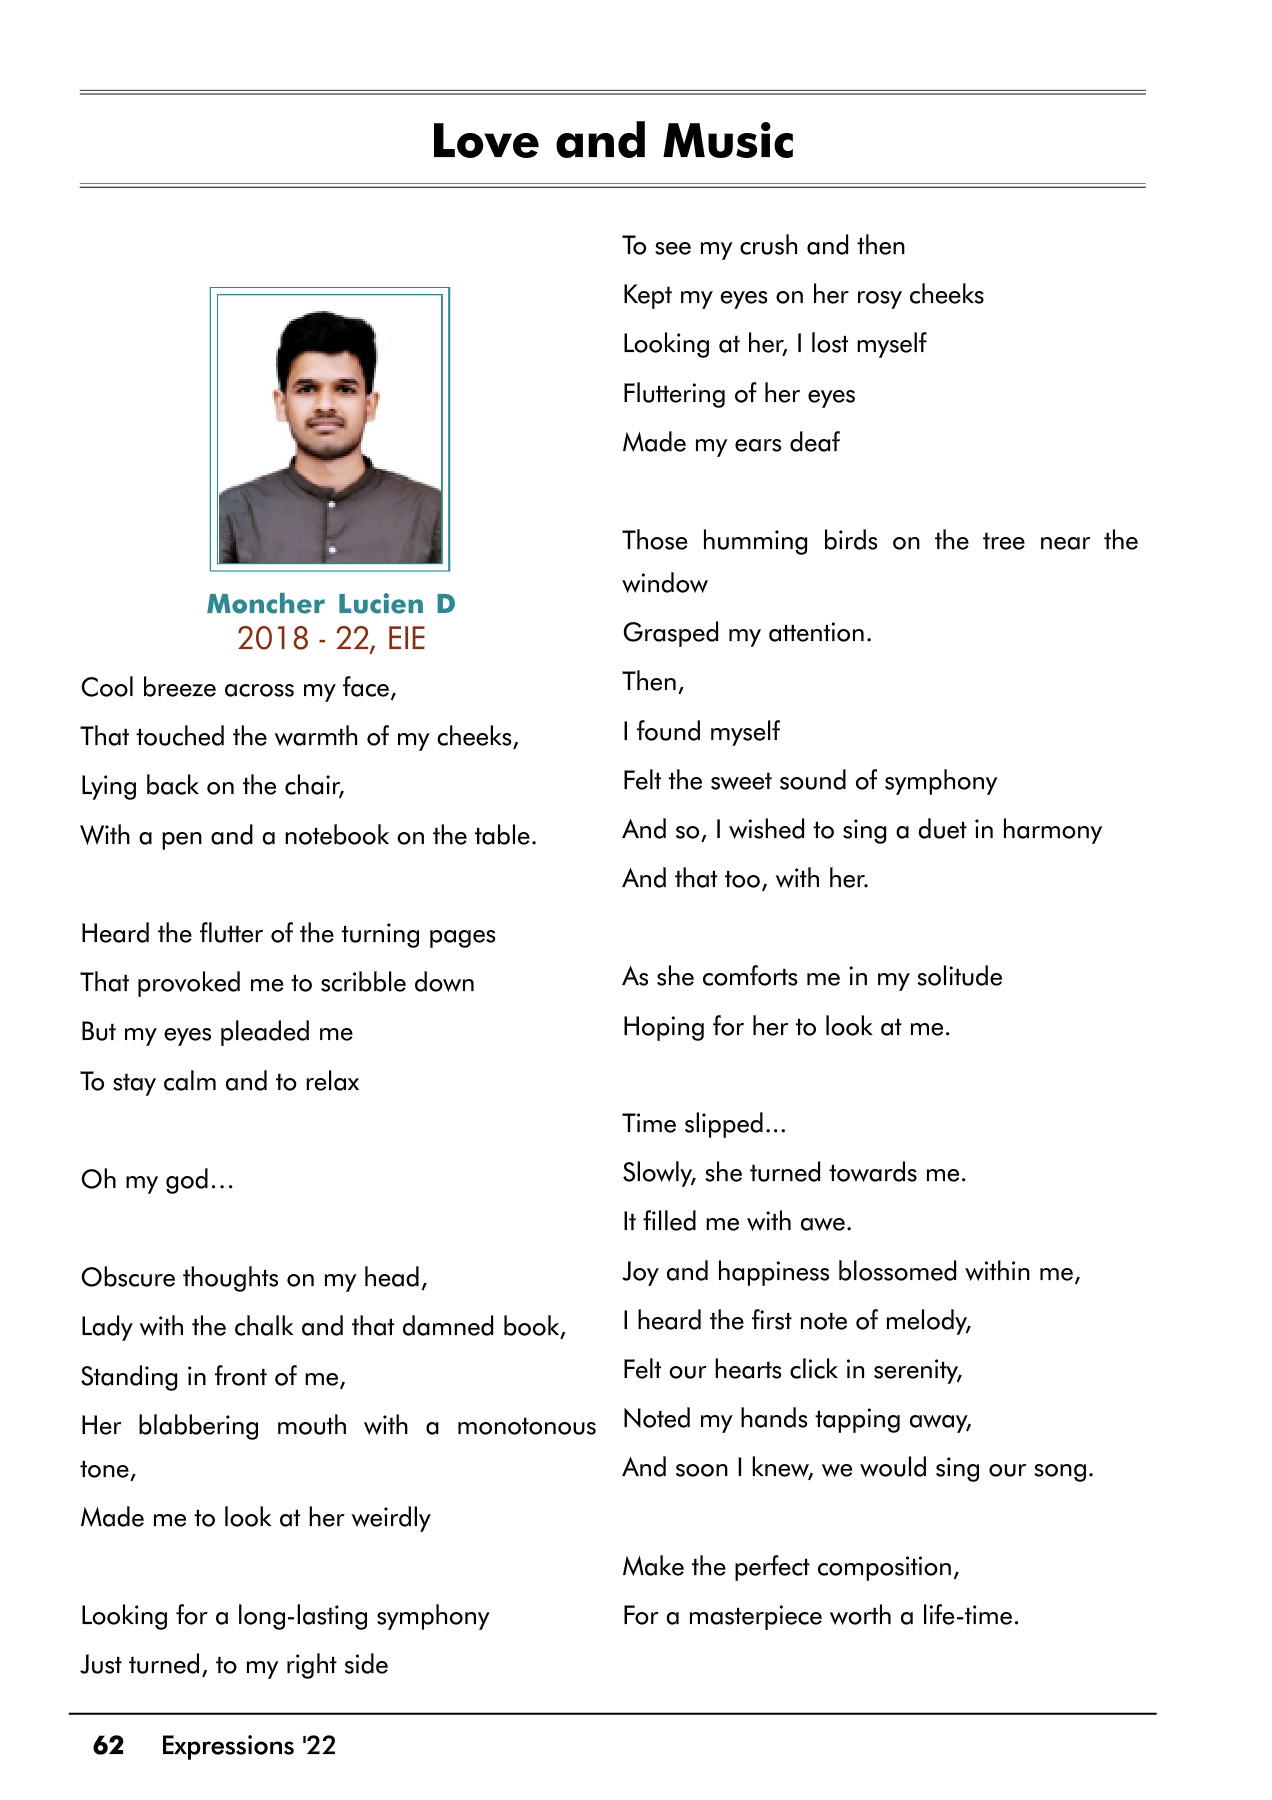 Love and Music
Moncher Lucien D
2018 - 22, EIE
Cool breeze across my face,
That touched the warmth of my cheeks,
Lying back on the chair,
With a pen and a notebook on the table.
Heard the flutter of the turning pages
That provoked me to scribble down
But my eyes pleaded me
To stay calm and to relax
Oh my god…
Obscure thoughts on my head,
Lady with the chalk and that damned book,
Standing in front of me,
Her blabbering mouth with a monotonous
tone,
Made me to look at her weirdly
Looking for a long-lasting symphony
Just turned, to my right side
To see my crush and then
Kept my eyes on her rosy cheeks
Looking at her, I lost myself
Fluttering of her eyes
Made my ears deaf
Those humming birds on the tree near the
window
Grasped my attention.
Then,
I found myself
Felt the sweet sound of symphony
And so, I wished to sing a duet in harmony
And that too, with her.
As she comforts me in my solitude
Hoping for her to look at me.
Time slipped...
Slowly, she turned towards me.
It filled me with awe.
Joy and happiness blossomed within me,
I heard the first note of melody,
Felt our hearts click in serenity,
Noted my hands tapping away,
And soon I knew, we would sing our song.
Make the perfect composition,
For a masterpiece worth a life-time.
62 Expressions '22